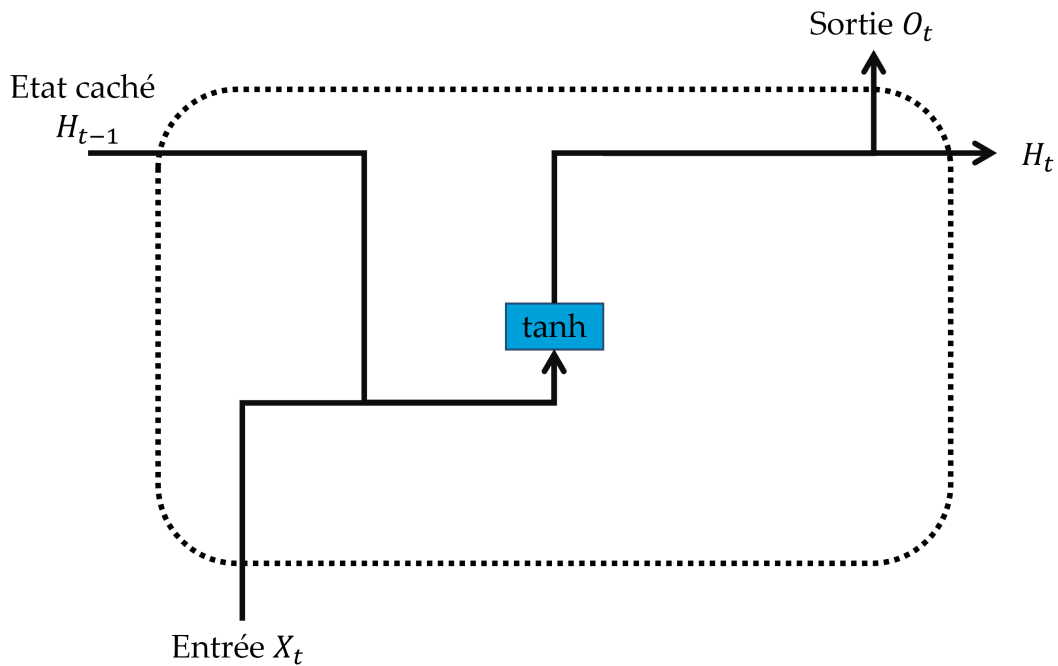 Sortie O_t
Etat caché
H_{t−1}
H_t
tanh
Entrée X_t